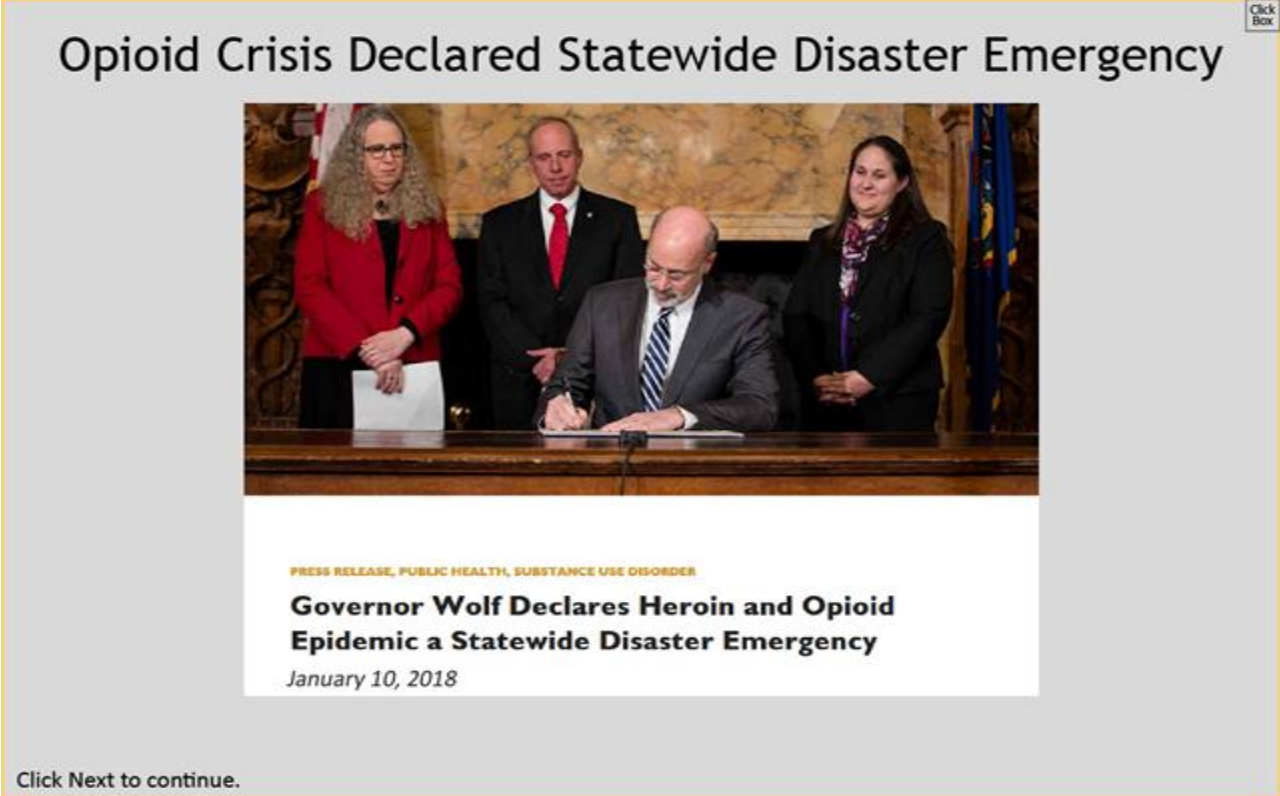 Click
Box
Opioid Crisis Declared Statewide Disaster Emergency
PRESS RELEASE, PUBLIC HEALTH, SUBSTANCE USE DISORDER
Governor Wolf Declares Heroin and Opioid
Epidemic a Statewide Disaster Emergency
January 10, 2018
Click Next to continue.